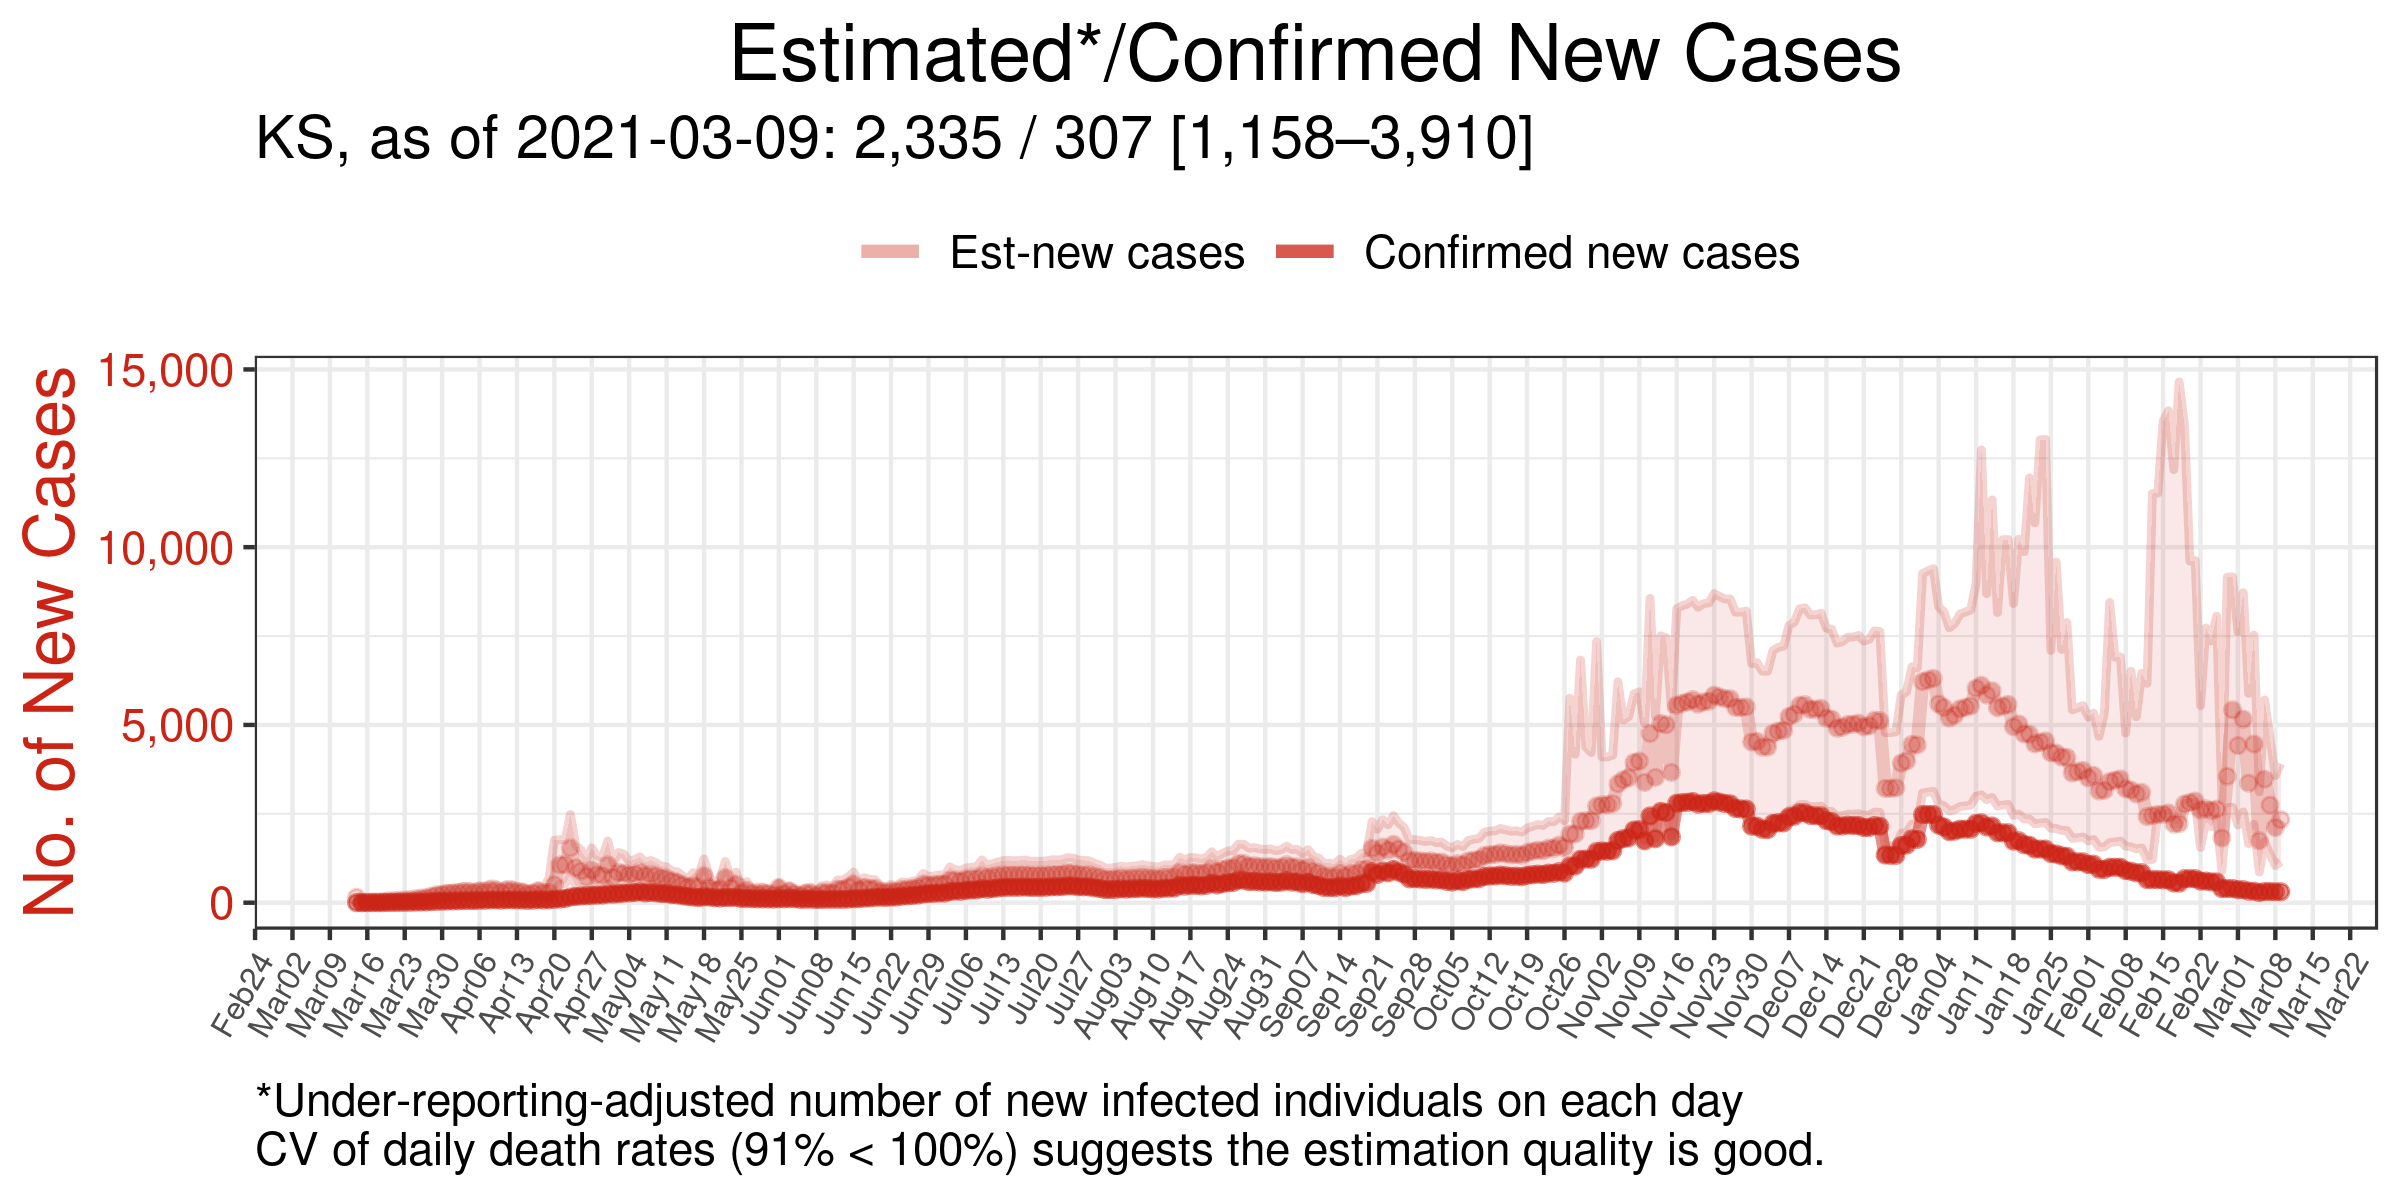 Estimated*/Confirmed New Cases
KS, as of 2021-03-09: 2,335 / 307 [1,158–3,910]
Est-new cases
Confirmed new cases
No. of New Cases
15,000
10,000
5,000
0
Feb24
Mar02
Mar09
Mar16
Mar23
Mar30
Apr06
Apr13
Apr20
Apr27
May04
May11
May18
May25
Jun01
Jun08
Jun15
Jun22
Jun29
Jul06
Jul13
Jul20
Jul27
Aug03
Aug10
Aug17
Aug24
Aug31
Sep07
Sep14
Sep21
Sep28
Oct05
Oct12
Oct19
Oct26
Nov02
Nov09
Nov16
Nov23
Nov30
Dec07
Dec14
Dec21
Dec28
Jan04
Jan11
Jan18
Jan25
Feb01
Feb08
Feb15
Feb22
Mar01
Mar08
Mar15
Mar22
*Under-reporting-adjusted number of new infected individuals on each day
CV of daily death rates (91% < 100%) suggests the estimation quality is good.